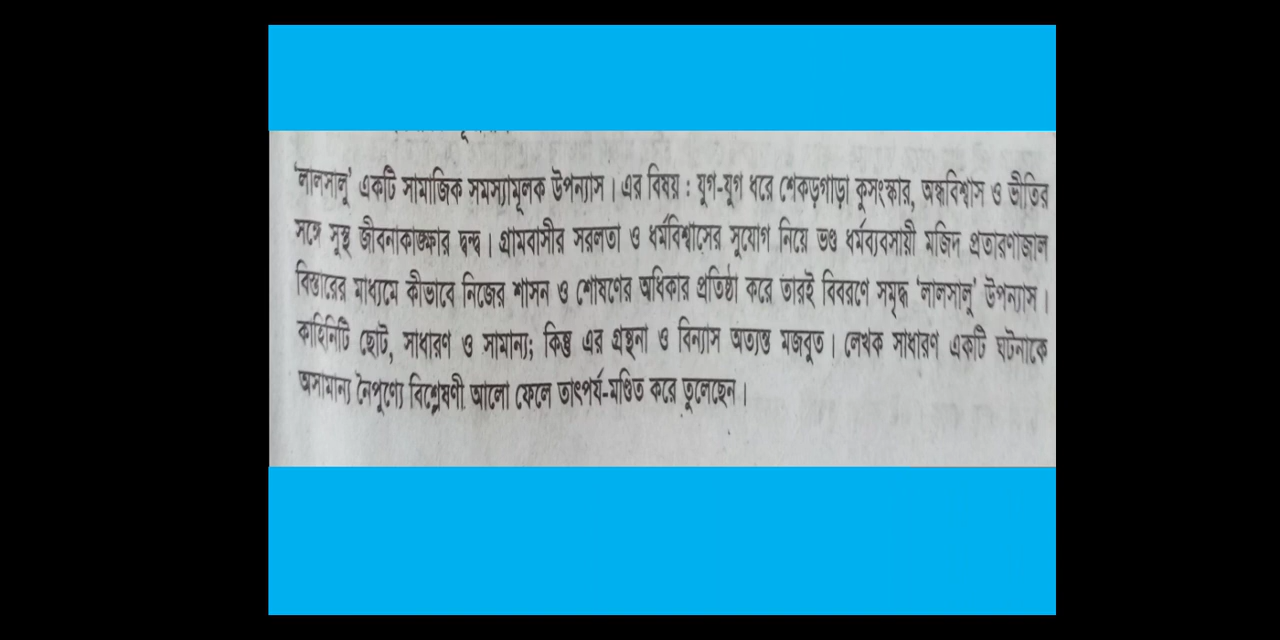 'লালসালু' একটি সামাজিক সমস্যামূলক উপন্যাস। এর বিষয় : যুগ-যুগ ধরে শেকড়গাড়া কুসংস্কার, অন্ধবিশ্বাস ও ভীতির
সঙ্গে সুস্থ জীবনাকাঙ্ক্ষার দ্বন্দ্ব। গ্রামবাসীর সরলতা ও ধর্মবিশ্বাসের সুযোগ নিয়ে ভণ্ড ধর্মব্যবসায়ী মজিদ প্রতারণাজাল
বিস্তারের মাধ্যমে কীভাবে নিজের শাসন ও শোষণের অধিকার প্রতিষ্ঠা করে তারই বিবরণে সমৃদ্ধ 'লালসালু' উপন্যাস।
কাহিনিটি ছোট, সাধারণ ও সামান্য; কিন্তু এর গ্রন্থনা ও বিন্যাস অত্যন্ত মজবুত। লেখক সাধারণ একটি ঘটনাকে
অসামান্য নৈপুণ্যে বিশ্লেষণী আলো ফেলে তাৎপর্য-মণ্ডিত করে তুলেছেন।